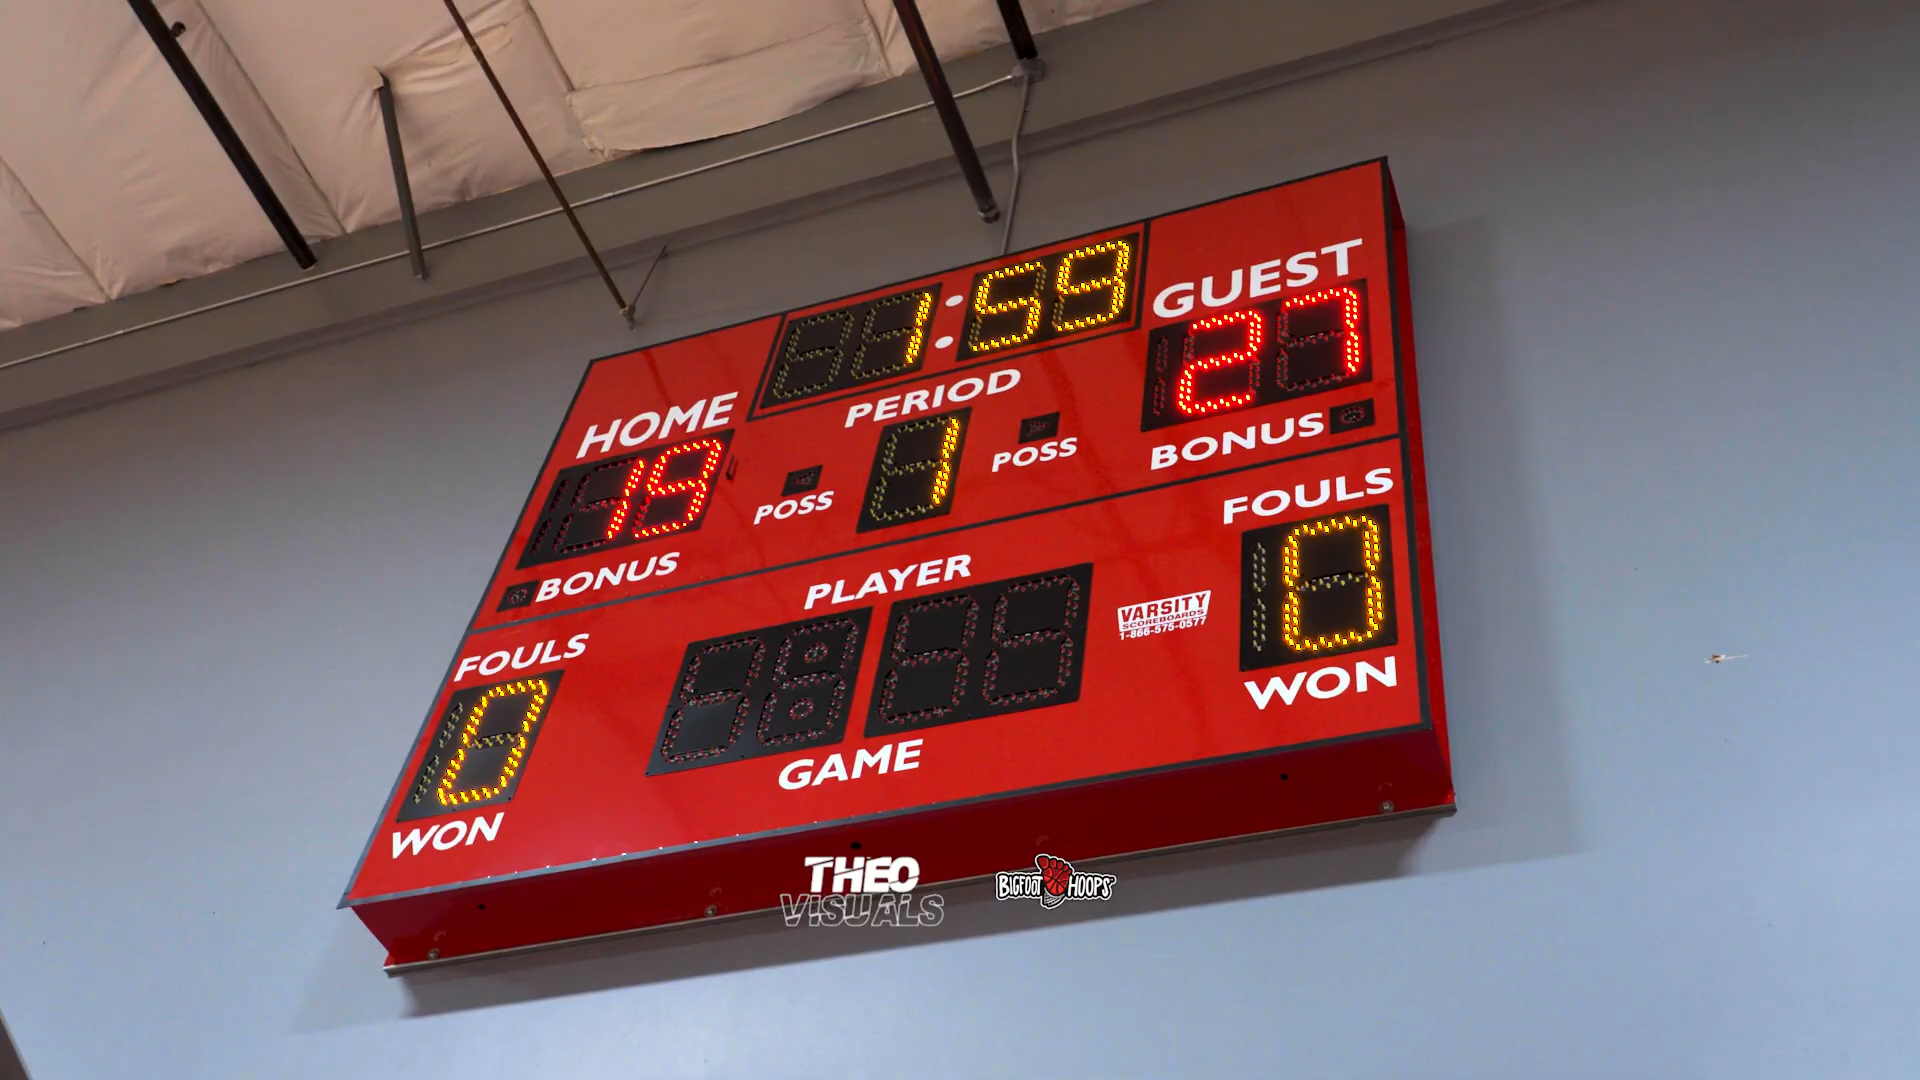 1:59
HOME
GUEST
19
27
PERIOD
1
POSS
POSS
BONUS
BONUS
FOULS
FOULS
0
0
PLAYER
VARSITY
SCOREBOARDS
1-866-575-0577
WON
WON
GAME
THEO
VISUALS
BIGFOOT HOOPS